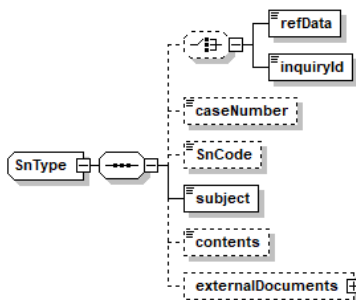 refData
inquiryId
caseNumber
SnCode
SnType
subject
contents
externalDocuments